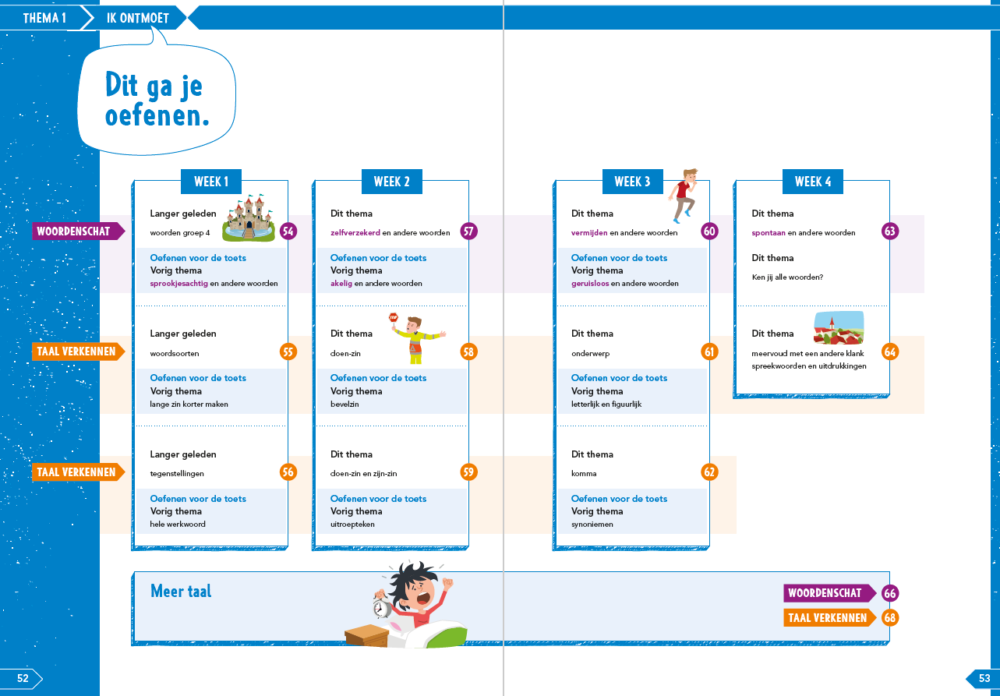 THEMA 1
IK ONTMOET
Dit ga je
oefenen.
WOORDENSCHAT
TAAL VERKENNEN
TAAL VERKENNEN
WEEK 1
Langer geleden
woorden groep 4
54
Oefenen voor de toets
Vorig thema
sprookjesachtig en andere woorden
Langer geleden
woordsoorten
55
Oefenen voor de toets
Vorig thema
lange zin korter maken
Langer geleden
tegenstellingen
56
Oefenen voor de toets
Vorig thema
hele werkwoord
WEEK 2
Dit thema
zelfverzekerd en andere woorden
57
Oefenen voor de toets
Vorig thema
akelig en andere woorden
STOP
Dit thema
doen-zin
58
Oefenen voor de toets
Vorig thema
bevelzin
Dit thema
doen-zin en zijn-zin
59
Oefenen voor de toets
Vorig thema
uitroepteken
WEEK 3
Dit thema
vermijden en andere woorden
60
Oefenen voor de toets
Vorig thema
geruisloos en andere woorden
Dit thema
onderwerp
61
Oefenen voor de toets
Vorig thema
letterlijk en figuurlijk
Dit thema
komma
62
Oefenen voor de toets
Vorig thema
synoniemen
WEEK 4
Dit thema
spontaan en andere woorden
63
Dit thema
Ken jij alle woorden?
Dit thema
meervoud met een andere klank
64
spreekwoorden en uitdrukkingen
Meer taal
WOORDENSCHAT 66
TAAL VERKENNEN 68
52
53